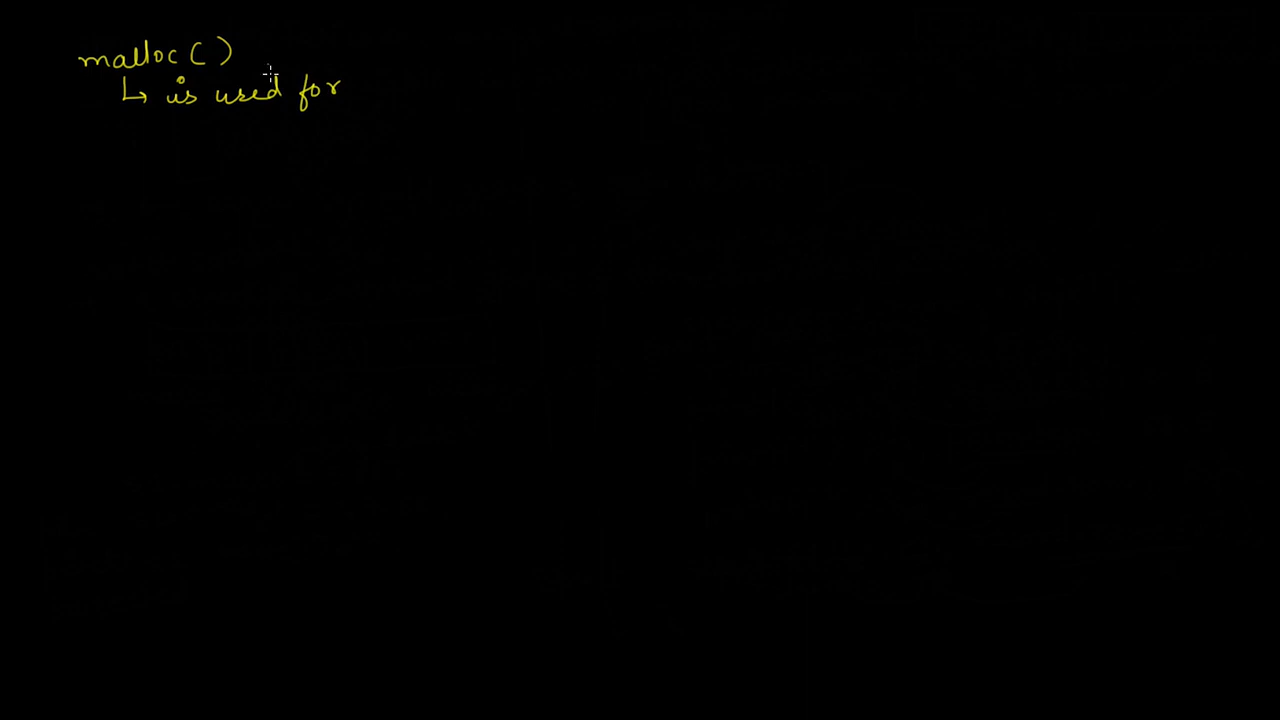 malloc()
↳ is used for